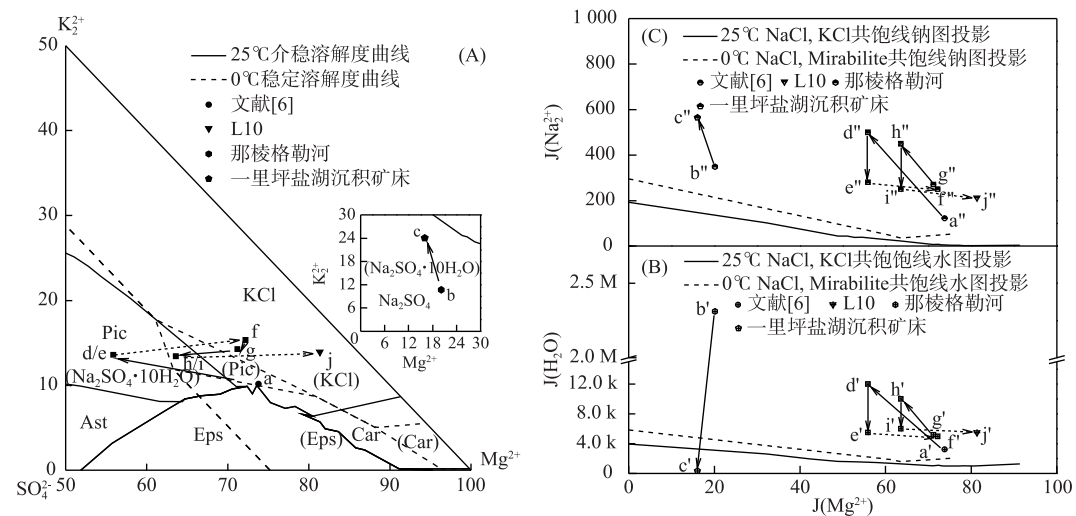 K₂²⁺
50
40
30
20
10
0
(A)
25℃介稳溶解度曲线
0℃稳定溶解度曲线
文献[6]
L10
那棱格勒河
一里坪盐湖沉积矿床
KCl
Pic
f
d/e
g
h/i
j
(Pic)
(KCl)
(Na₂SO₄·10H₂O)
a
Ast
Eps
(Eps)
Car
(Car)
Mg²⁺
SO₄²⁻
50
60
70
80
90
100
30
24
18
12
6
0
K₂²⁺
c
(Na₂SO₄·10H₂O)
Na₂SO₄
b
6
12
18
24
30
Mg²⁺
1 000
800
600
400
200
0
J(Na₂²⁺)
(C)
25℃ NaCl, KCl共饱线钠图投影
0℃ NaCl, Mirabilite共饱线钠图投影
文献[6]
L10
那棱格勒河
一里坪盐湖沉积矿床
c"
b"
d"
h"
e"
g"
i"
f"
j"
a"
(B)
25℃ NaCl, KCl共饱饱线水图投影
0℃ NaCl, Mirabilite共饱线水图投影
文献[6]
L10
那棱格勒河
一里坪盐湖沉积矿床
2.5 M
2.0 M
12.0 k
8.0 k
4.0 k
0
J(H₂O)
b'
c'
d'
h'
e'
i'
g'
f'
j'
a'
0
20
40
60
80
100
J(Mg²⁺)